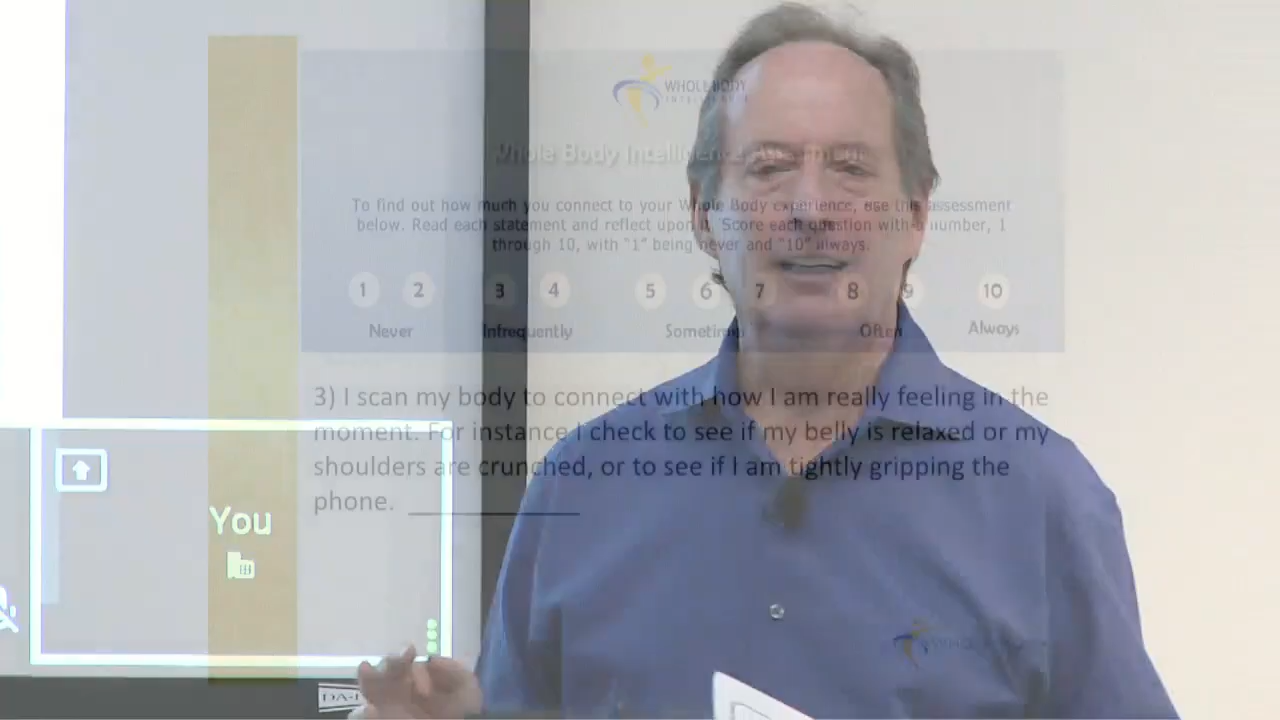 WHOLE BODY
INTELLIGENCE
Whole Body Intelligence Assessment
To find out how much you connect to your Whole Body experience, use this assessment
below. Read each statement and reflect upon it. Score each question with a number, 1
through 10, with “1” being never and “10” always.
1 2 3 4 5 6 7 8 9 10
Never Infrequently Sometimes Often Always
3) I scan my body to connect with how I am really feeling in the
moment. For instance I check to see if my belly is relaxed or my
shoulders are crunched, or to see if I am tightly gripping the
phone. __________
You